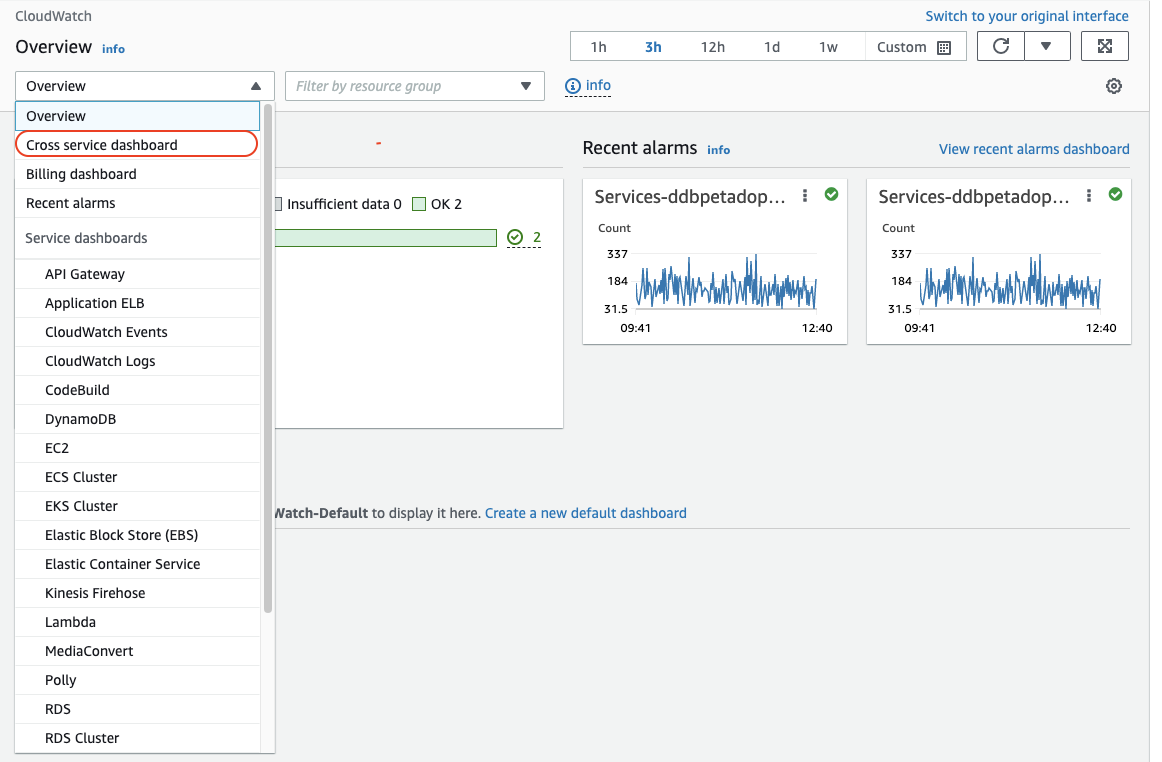 CloudWatch
Switch to your original interface
Overview info
1h 3h 12h 1d 1w Custom
Overview
Filter by resource group
info
Overview
Cross service dashboard
Billing dashboard
Recent alarms
Service dashboards
API Gateway
Application ELB
CloudWatch Events
CloudWatch Logs
CodeBuild
DynamoDB
EC2
ECS Cluster
EKS Cluster
Elastic Block Store (EBS)
Elastic Container Service
Kinesis Firehose
Lambda
MediaConvert
Polly
RDS
RDS Cluster
Insufficient data 0 OK 2
2
Recent alarms info
View recent alarms dashboard
Services-ddbpetadop...
Count
337
184
31.5
09:41 12:40
Services-ddbpetadop...
Count
337
184
31.5
09:41 12:40
Watch-Default to display it here. Create a new default dashboard